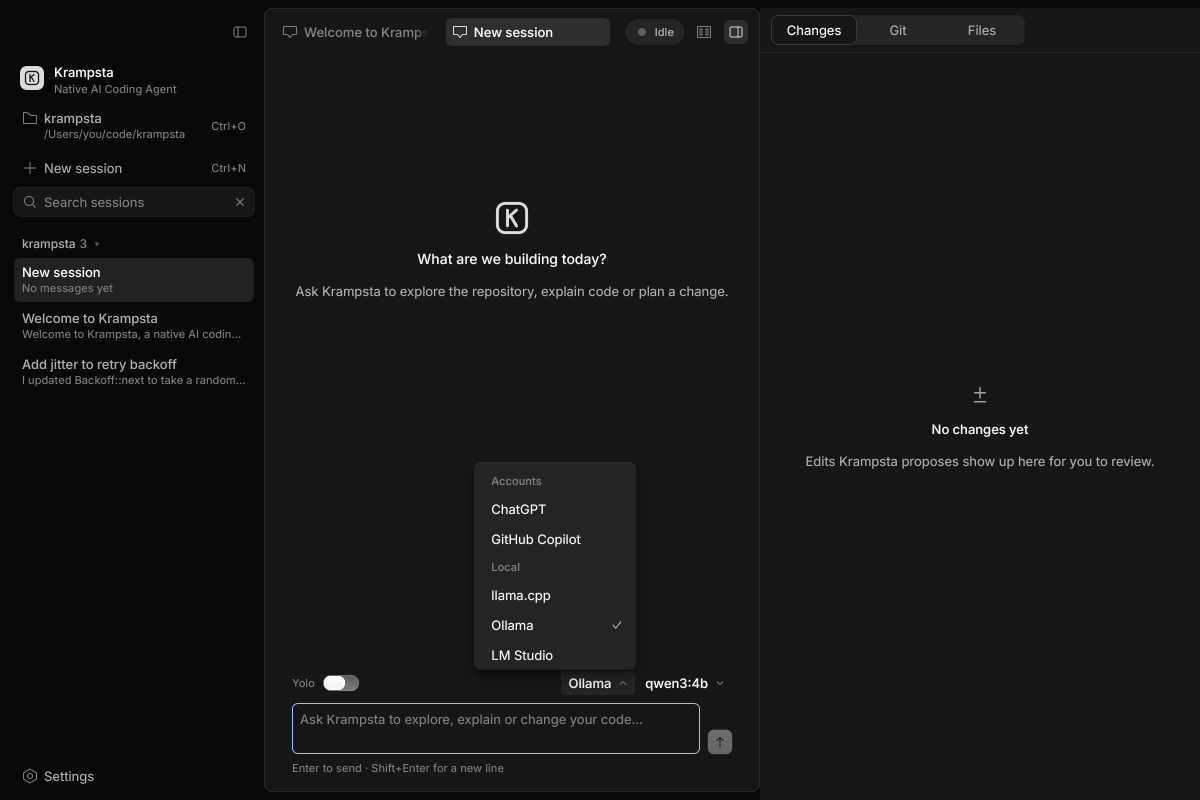 Krampsta
Native AI Coding Agent
krampsta
/Users/you/code/krampsta
Ctrl+O
New session
Ctrl+N
Search sessions
krampsta 3
New session
No messages yet
Welcome to Krampsta
Welcome to Krampsta, a native AI codin...
Add jitter to retry backoff
I updated Backoff::next to take a random...
Settings
Welcome to Kramps
New session
Idle
K
What are we building today?
Ask Krampsta to explore the repository, explain code or plan a change.
Accounts
ChatGPT
GitHub Copilot
Local
llama.cpp
Ollama
LM Studio
Yolo
Ollama
qwen3:4b
Ask Krampsta to explore, explain or change your code...
Enter to send · Shift+Enter for a new line
Changes
Git
Files
No changes yet
Edits Krampsta proposes show up here for you to review.